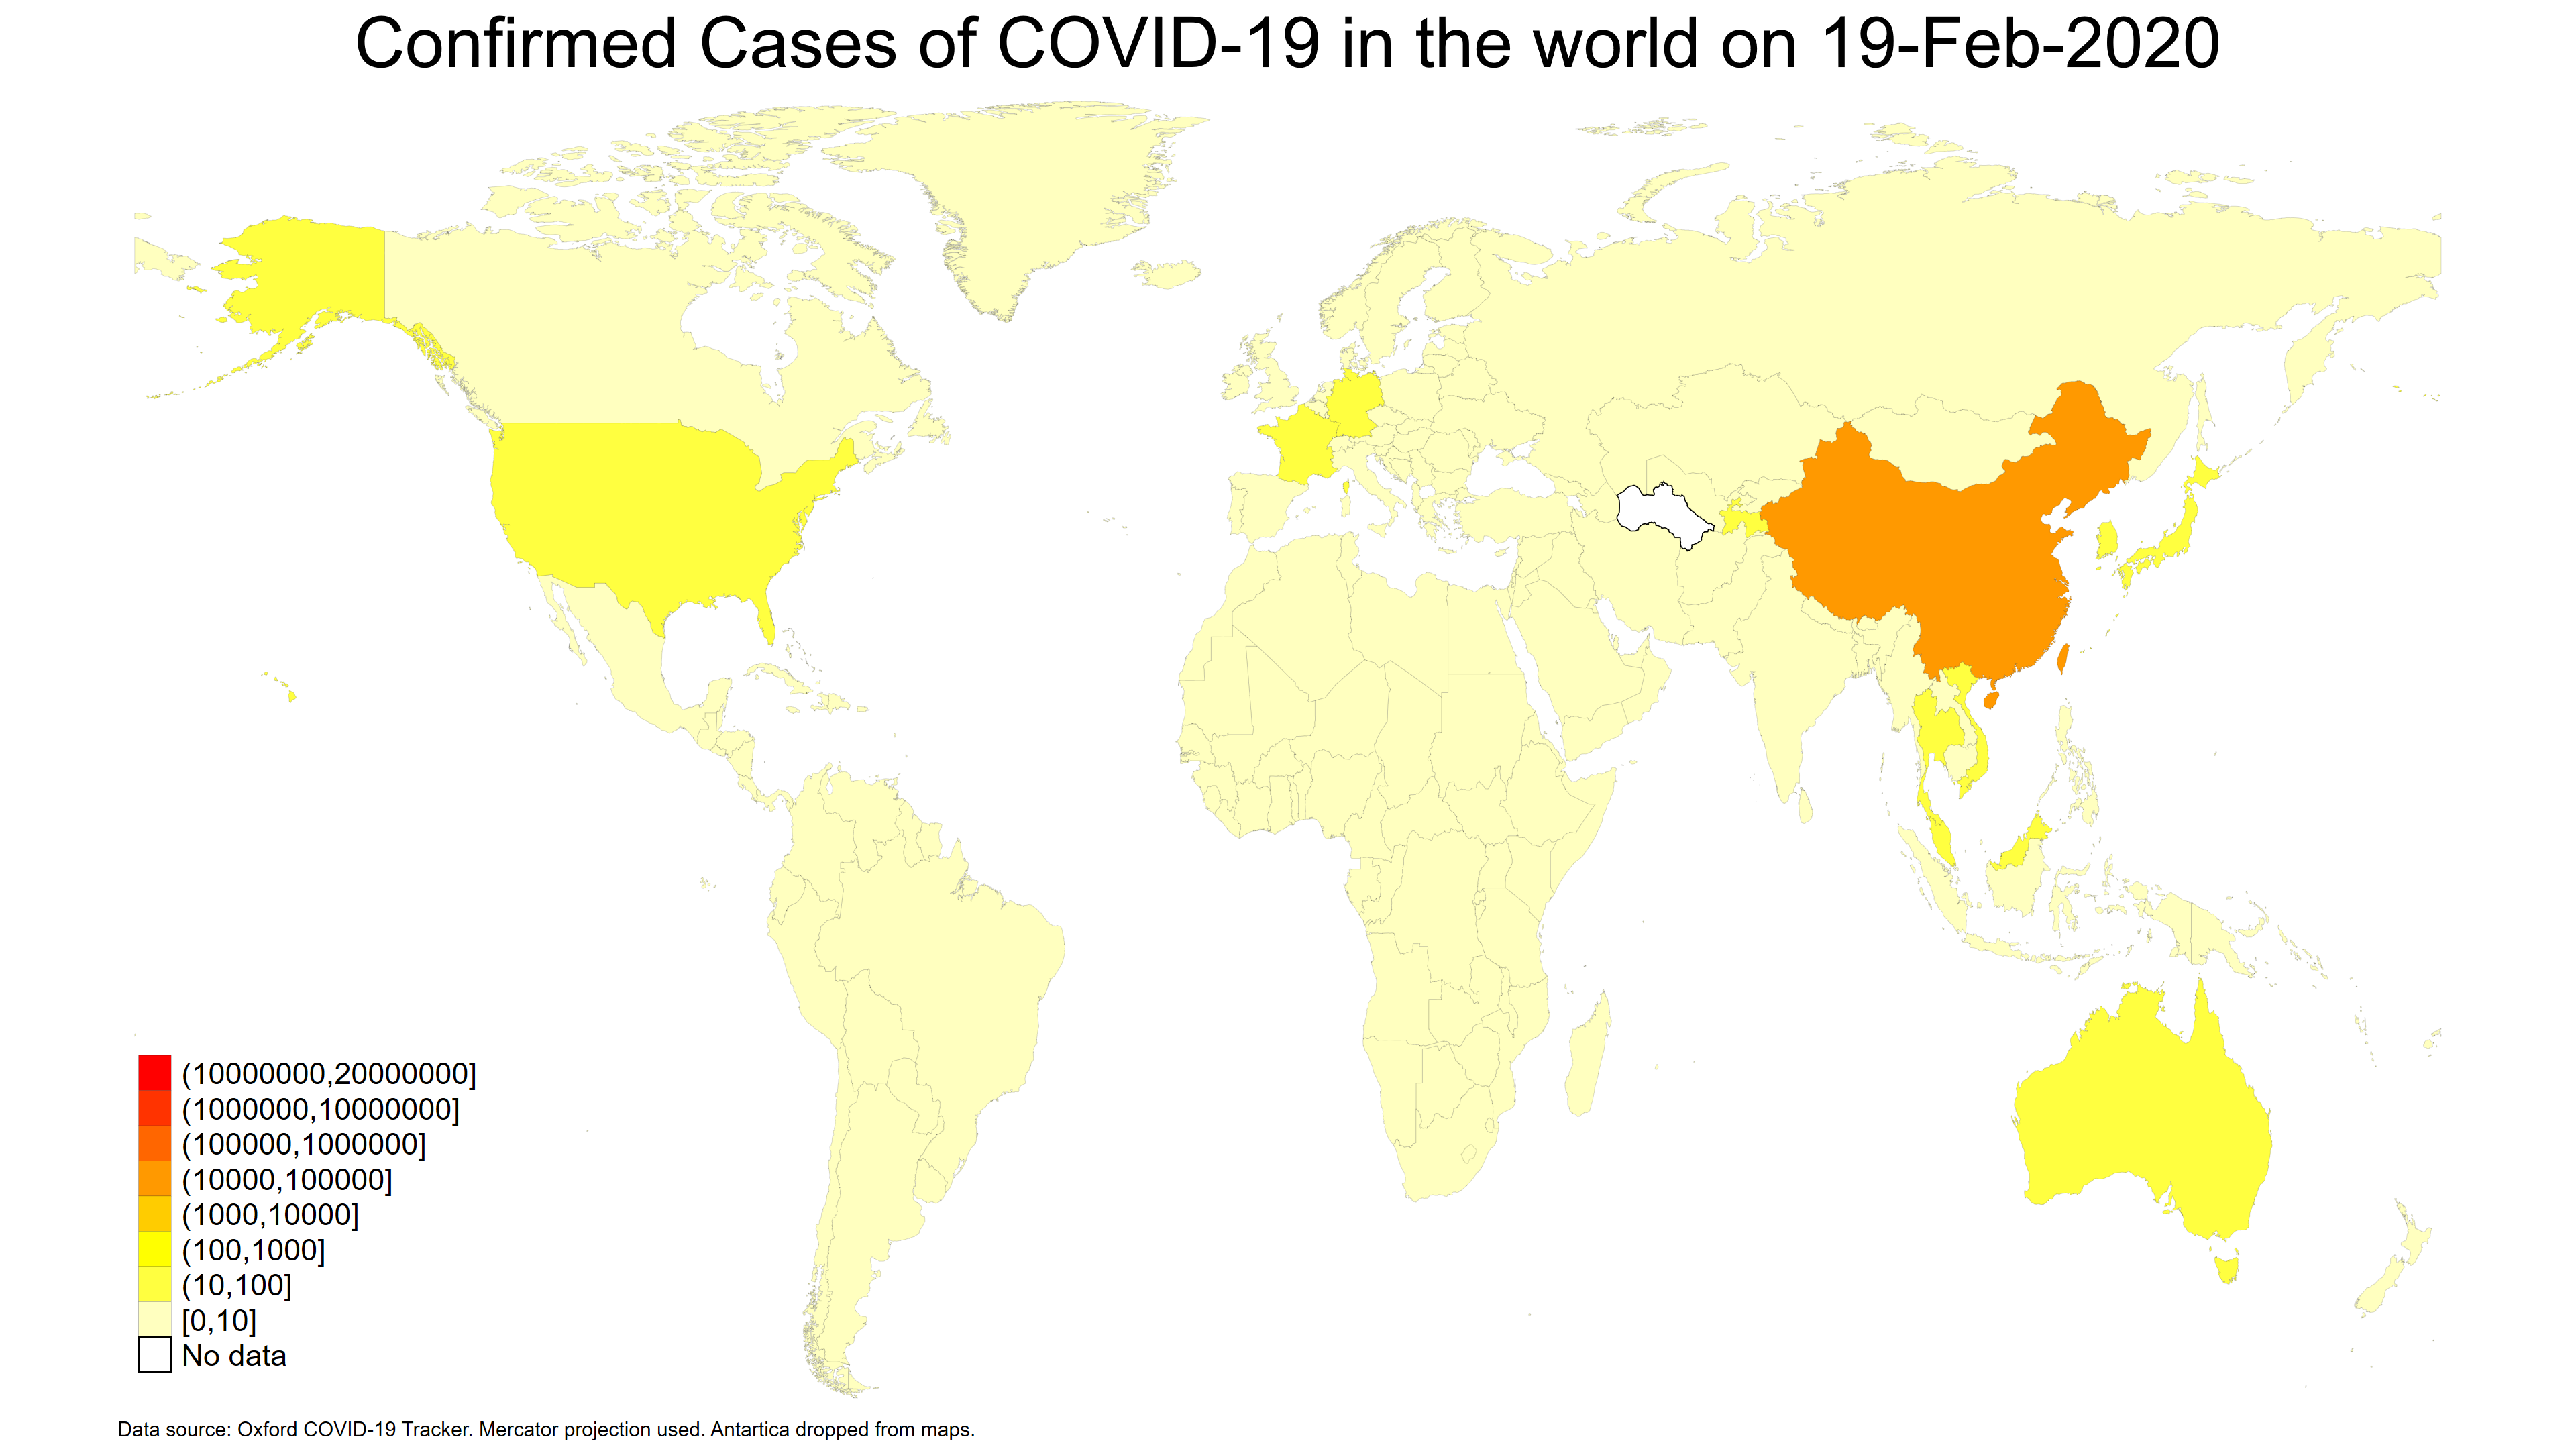 Confirmed Cases of COVID-19 in the world on 19-Feb-2020
(10000000,20000000]
(1000000,10000000]
(100000,1000000]
(10000,100000]
(1000,10000]
(100,1000]
(10,100]
[0,10]
No data
Data source: Oxford COVID-19 Tracker. Mercator projection used. Antartica dropped from maps.